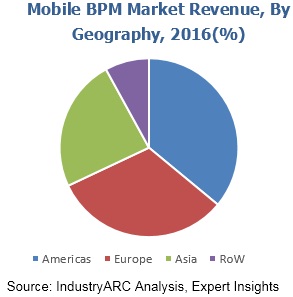 Mobile BPM Market Revenue, By
Geography, 2016(%)
Americas Europe Asia RoW
Source: IndustryARC Analysis, Expert Insights